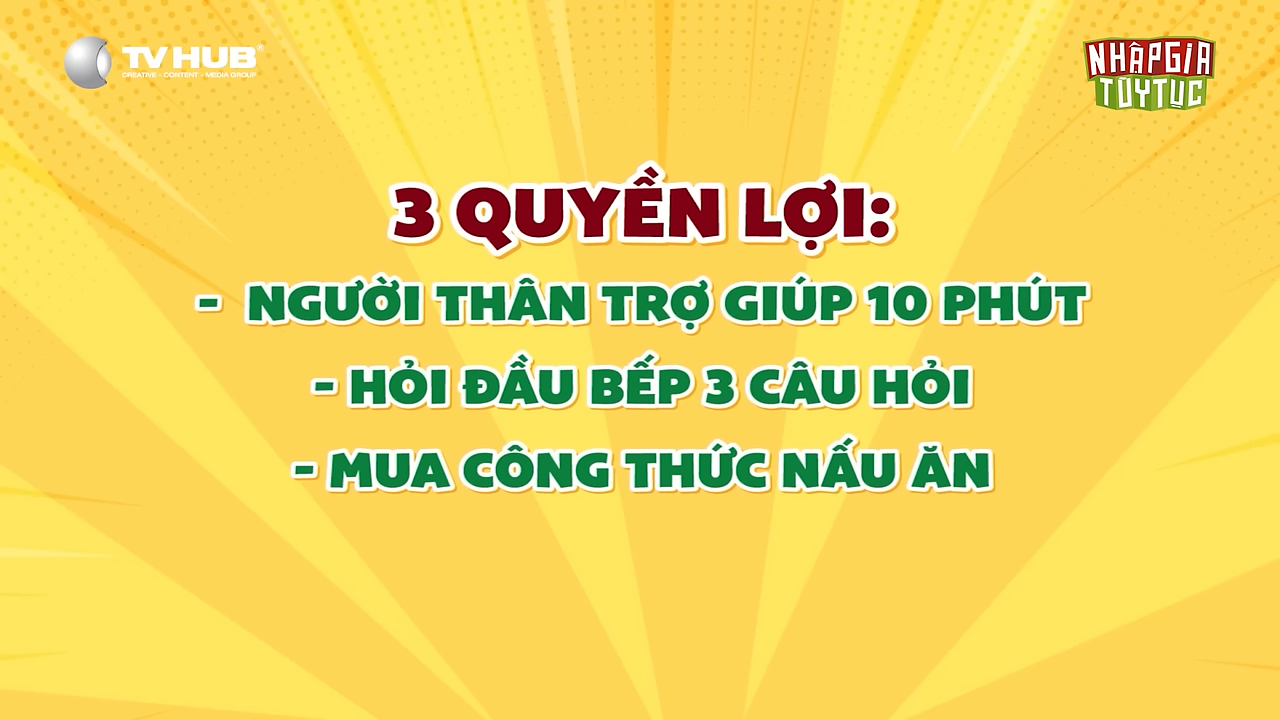 TV HUB®
CREATIVE - CONTENT - MEDIA GROUP
NHẬP GIA
TÙY TỤC
3 QUYỀN LỢI:
- NGƯỜI THÂN TRỢ GIÚP 10 PHÚT
- HỎI ĐẦU BẾP 3 CÂU HỎI
- MUA CÔNG THỨC NẤU ĂN